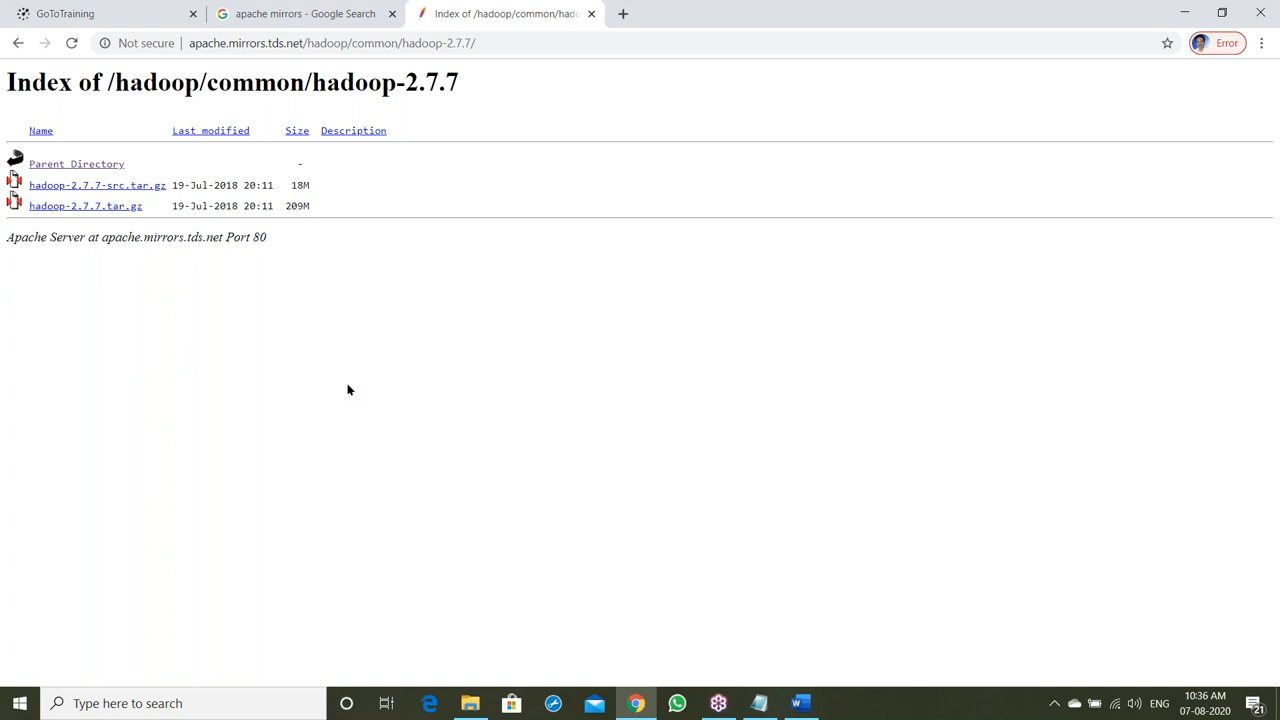 GoToTraining
apache mirrors - Google Search
Index of /hadoop/common/hado
Not secure apache.mirrors.tds.net/hadoop/common/hadoop-2.7.7/
Error
Index of /hadoop/common/hadoop-2.7.7
Name Last modified Size Description
Parent Directory -
hadoop-2.7.7-src.tar.gz 19-Jul-2018 20:11 18M
hadoop-2.7.7.tar.gz 19-Jul-2018 20:11 209M
Apache Server at apache.mirrors.tds.net Port 80
Type here to search
ENG
10:36 AM
07-08-2020
21